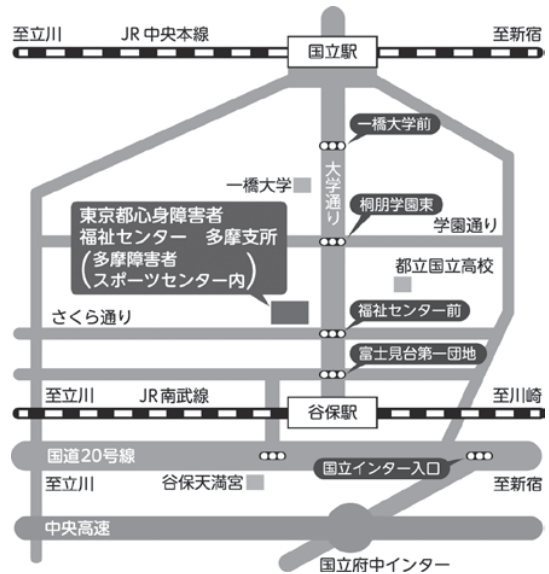 至立川
JR中央本線
国立駅
至新宿
一橋大学前
大学通り
一橋大学
桐朋学園東
学園通り
東京都心身障害者
福祉センター 多摩支所
(多摩障害者
スポーツセンター内)
都立国立高校
福祉センター前
さくら通り
富士見台第一団地
至立川
JR南武線
谷保駅
至川崎
国道20号線
国立インター入口
至立川
谷保天満宮
至新宿
中央高速
国立府中インター